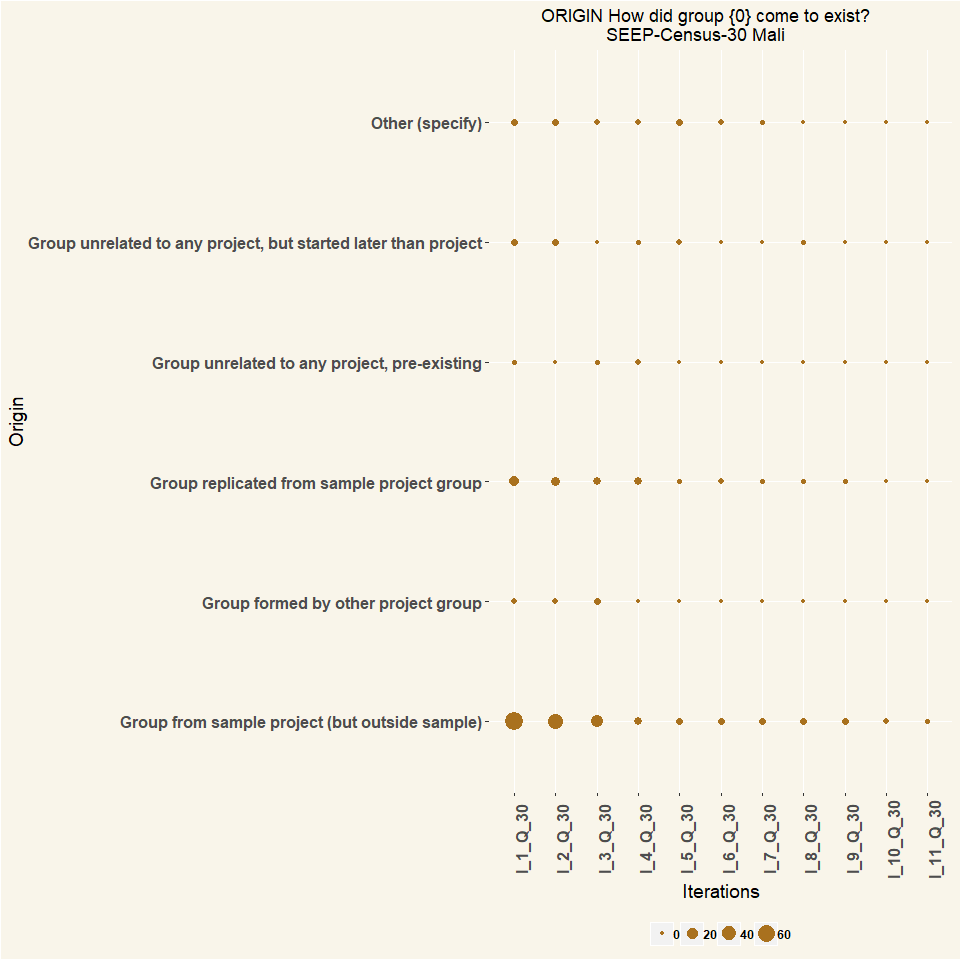 ORIGIN How did group {0} come to exist?
SEEP-Census-30 Mali
Other (specify)
Group unrelated to any project, but started later than project
Group unrelated to any project, pre-existing
Group replicated from sample project group
Group formed by other project group
Group from sample project (but outside sample)
Origin
I_1_Q_30
I_2_Q_30
I_3_Q_30
I_4_Q_30
I_5_Q_30
I_6_Q_30
I_7_Q_30
I_8_Q_30
I_9_Q_30
I_10_Q_30
I_11_Q_30
Iterations
0 20 40 60